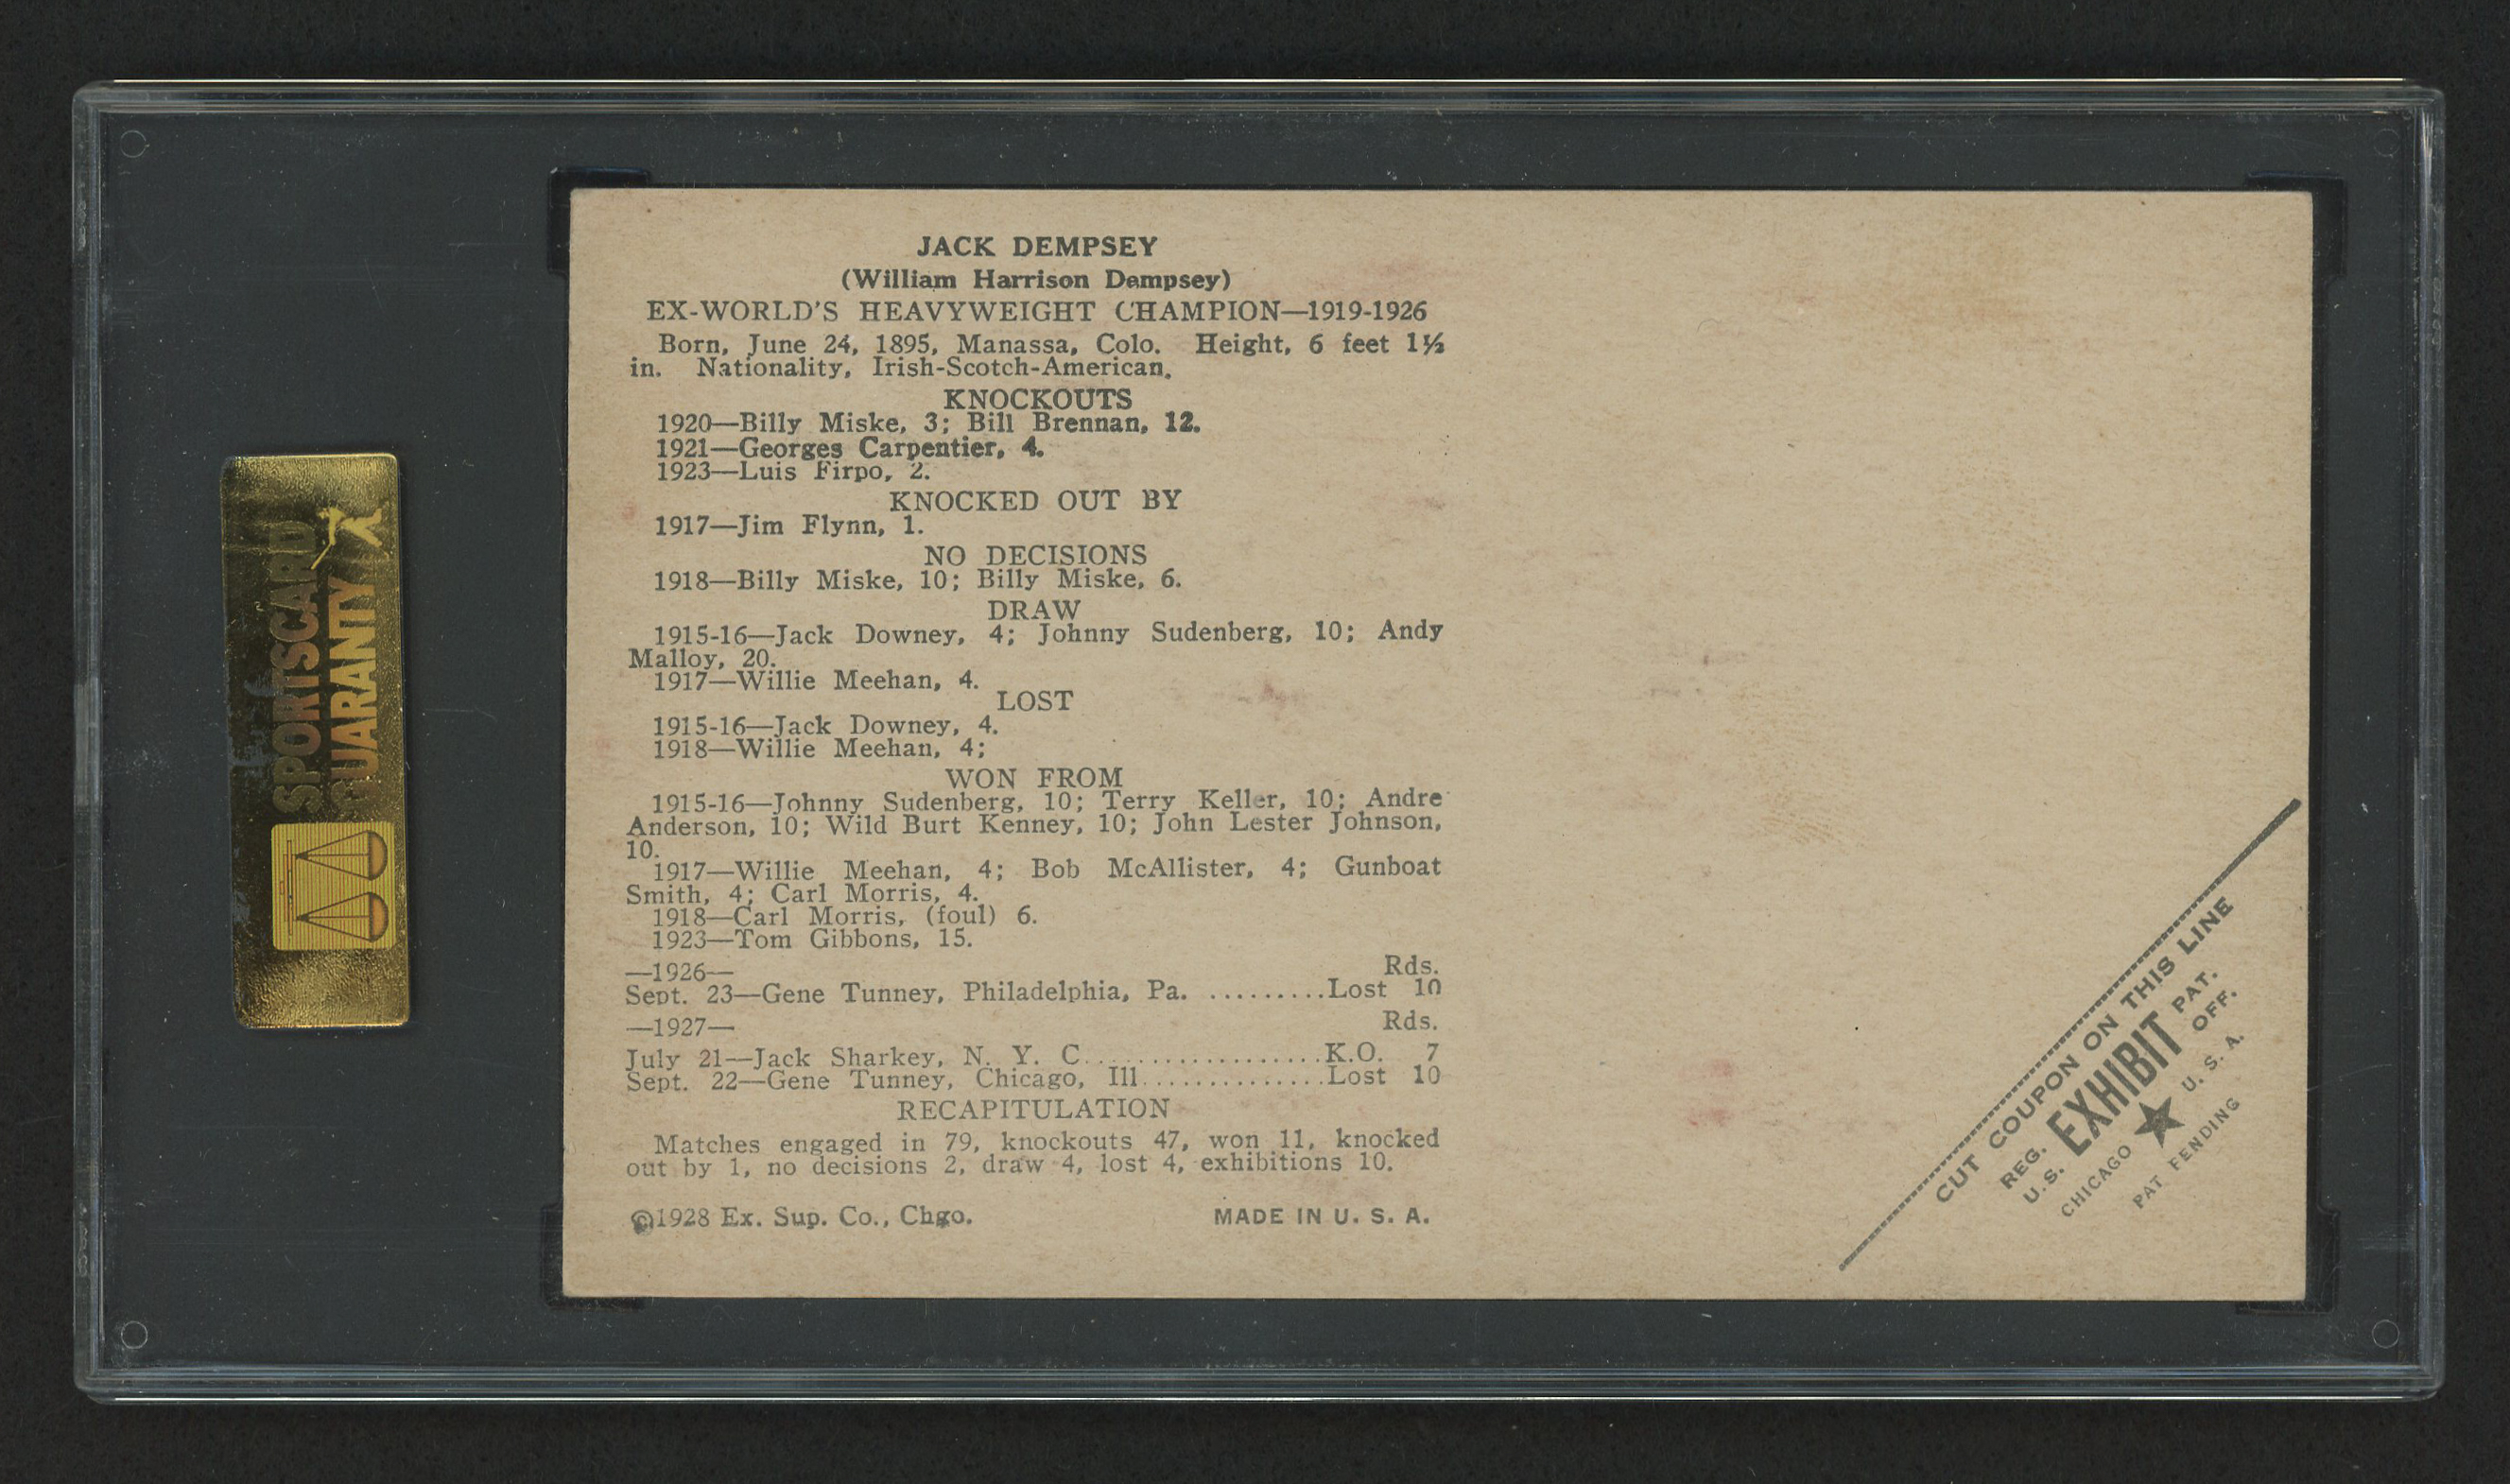 JACK DEMPSEY
(William Harrison Dempsey)
EX-WORLD'S HEAVYWEIGHT CHAMPION—1919-1926
Born, June 24, 1895, Manassa, Colo. Height, 6 feet 1½
in. Nationality, Irish-Scotch-American.
KNOCKOUTS
1920—Billy Miske, 3; Bill Brennan, 12.
1921—Georges Carpentier, 4.
1923—Luis Firpo, 2.
KNOCKED OUT BY
1917—Jim Flynn, 1.
NO DECISIONS
1918—Billy Miske, 10; Billy Miske, 6.
DRAW
1915-16—Jack Downey, 4; Johnny Sudenberg, 10; Andy
Malloy, 20.
1917—Willie Meehan, 4.
LOST
1915-16—Jack Downey, 4.
1918—Willie Meehan, 4;
WON FROM
1915-16—Johnny Sudenberg, 10; Terry Keller, 10; Andre
Anderson, 10; Wild Burt Kenney, 10; John Lester Johnson,
10.
1917—Willie Meehan, 4; Bob McAllister, 4; Gunboat
Smith, 4; Carl Morris, 4.
1918—Carl Morris, (foul) 6.
1923—Tom Gibbons, 15.
—1926— Rds.
Sept. 23—Gene Tunney, Philadelphia, Pa. .........Lost 10
—1927— Rds.
July 21—Jack Sharkey, N. Y. C...................K.O. 7
Sept. 22—Gene Tunney, Chicago, Ill...............Lost 10
RECAPITULATION
Matches engaged in 79, knockouts 47, won 11, knocked
out by 1, no decisions 2, draw 4, lost 4, exhibitions 10.
©1928 Ex. Sup. Co., Chgo. MADE IN U. S. A.
CUT COUPON ON THIS LINE
REG. U.S. EXHIBIT PAT. OFF.
CHICAGO ★ U. S. A.
PAT PENDING
SPORTSCARD
GUARANTY